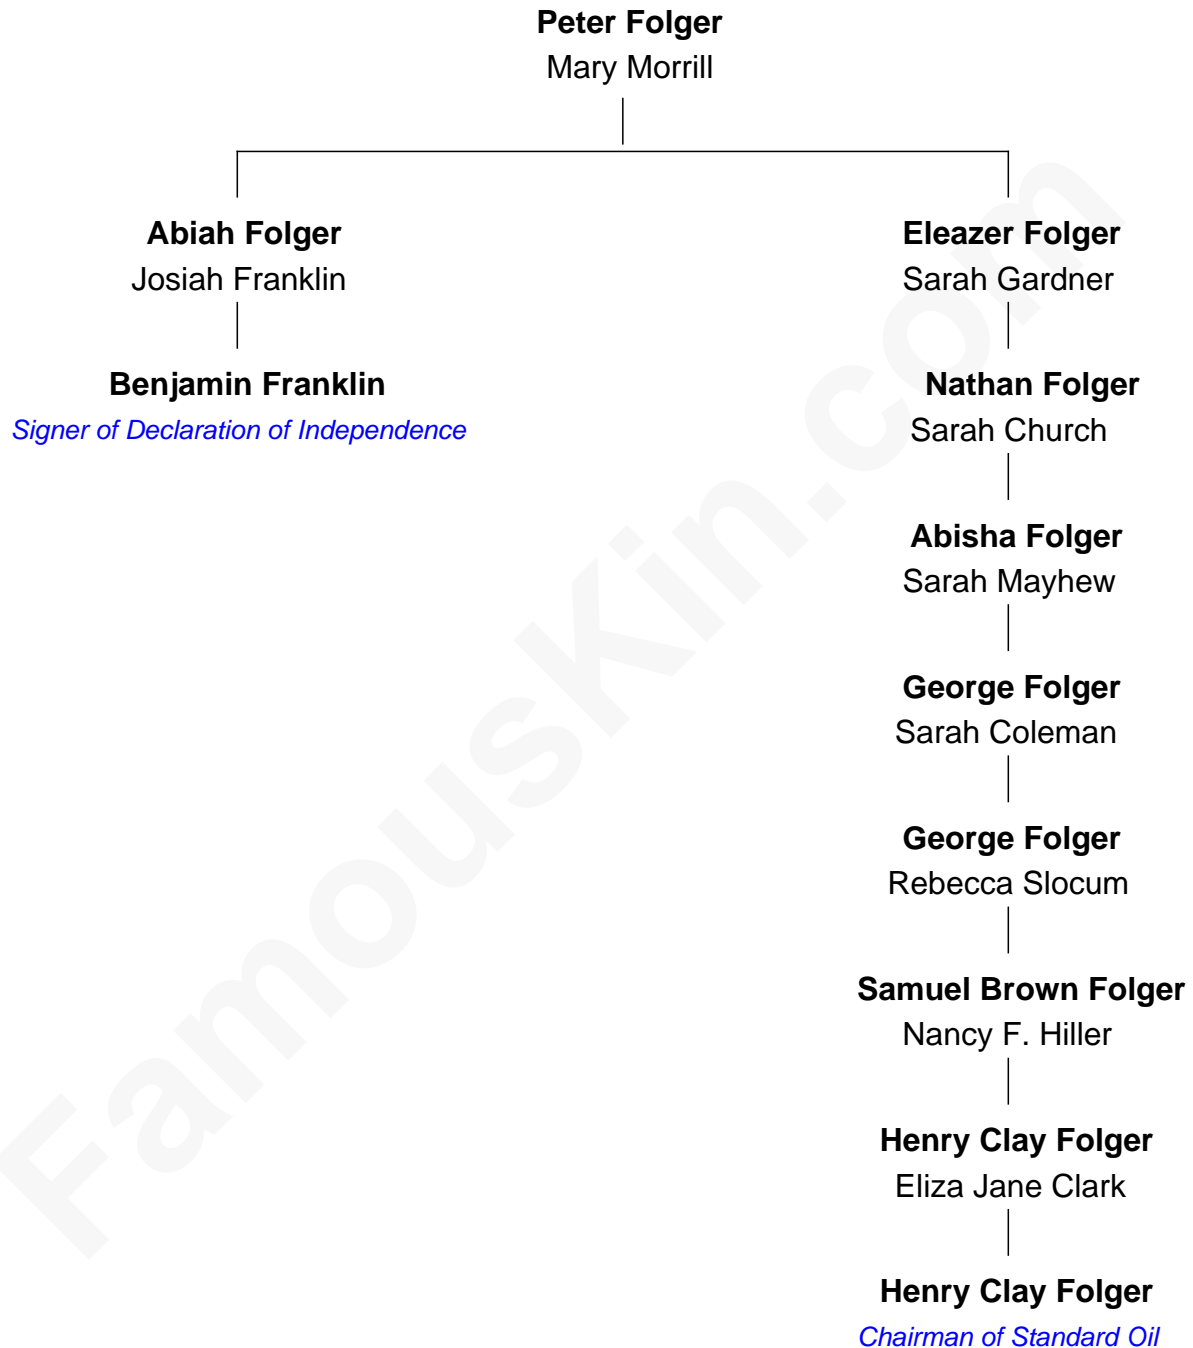 Peter Folger
Mary Morrill
Abiah Folger
Josiah Franklin
Eleazer Folger
Sarah Gardner
Benjamin Franklin
Signer of Declaration of Independence
Nathan Folger
Sarah Church
Abisha Folger
Sarah Mayhew
George Folger
Sarah Coleman
George Folger
Rebecca Slocum
Samuel Brown Folger
Nancy F. Hiller
Henry Clay Folger
Eliza Jane Clark
Henry Clay Folger
Chairman of Standard Oil
FamousKin.com